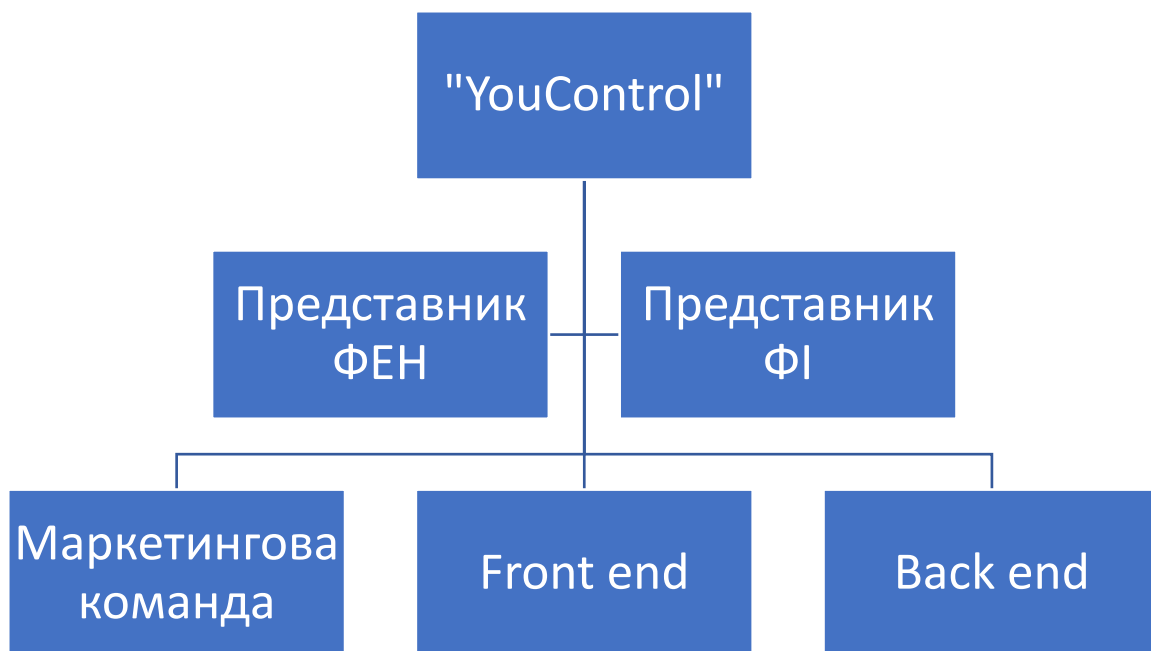 "YouControl"
Представник
ФЕН
Представник
ФІ
Маркетингова
команда
Front end
Back end